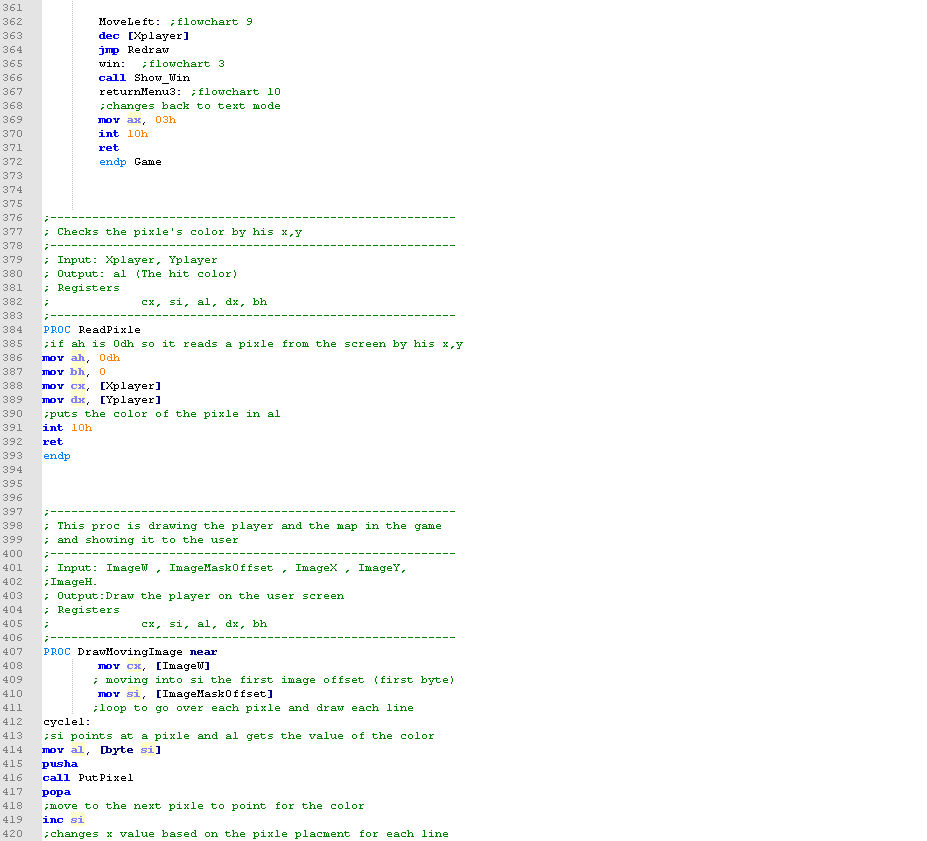 361
362 MoveLeft: ;flowchart 9
363 dec [Xplayer]
364 jmp Redraw
365 win: ;flowchart 3
366 call Show_Win
367 returnMenu3: ;flowchart 10
368 ;changes back to text mode
369 mov ax, 03h
370 int 10h
371 ret
372 endp Game
373
374
375
376 ;----------------------------------------------------------
377 ; Checks the pixle's color by his x,y
378 ;----------------------------------------------------------
379 ; Input: Xplayer, Yplayer
380 ; Output: al (The hit color)
381 ; Registers
382 ; cx, si, al, dx, bh
383 ;----------------------------------------------------------
384 PROC ReadPixle
385 ;if ah is 0dh so it reads a pixle from the screen by his x,y
386 mov ah, 0dh
387 mov bh, 0
388 mov cx, [Xplayer]
389 mov dx, [Yplayer]
390 ;puts the color of the pixle in al
391 int 10h
392 ret
393 endp
394
395
396
397 ;----------------------------------------------------------
398 ; This proc is drawing the player and the map in the game
399 ; and showing it to the user
400 ;----------------------------------------------------------
401 ; Input: ImageW , ImageMaskOffset , ImageX , ImageY,
402 ;ImageH.
403 ; Output:Draw the player on the user screen
404 ; Registers
405 ; cx, si, al, dx, bh
406 ;----------------------------------------------------------
407 PROC DrawMovingImage near
408 mov cx, [ImageW]
409 ; moving into si the first image offset (first byte)
410 mov si, [ImageMaskOffset]
411 ;loop to go over each pixle and draw each line
412 cycle1:
413 ;si points at a pixle and al gets the value of the color
414 mov al, [byte si]
415 pusha
416 call PutPixel
417 popa
418 ;move to the next pixle to point for the color
419 inc si
420 ;changes x value based on the pixle placment for each line